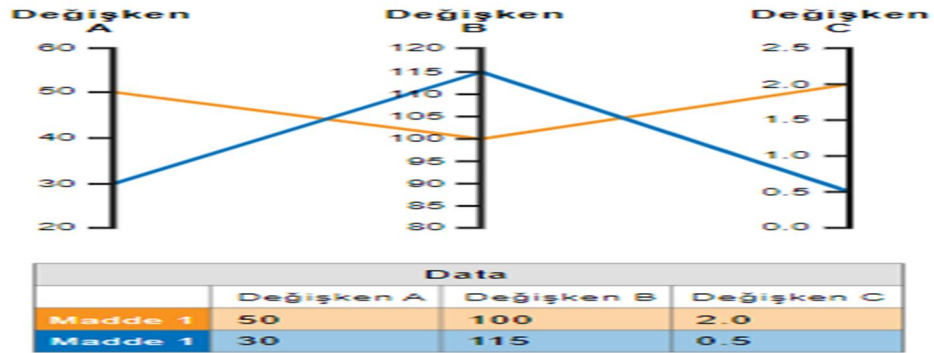 Değişken Değişken Değişken
A B C
60 120 2.5
115
50 110 2.0
105 1.5
40 100
95 1.0
30 90 0.5
85
20 80 0.0
Data
Değişken A Değişken B Değişken C
Madde 1 50 100 2.0
Madde 1 30 115 0.5